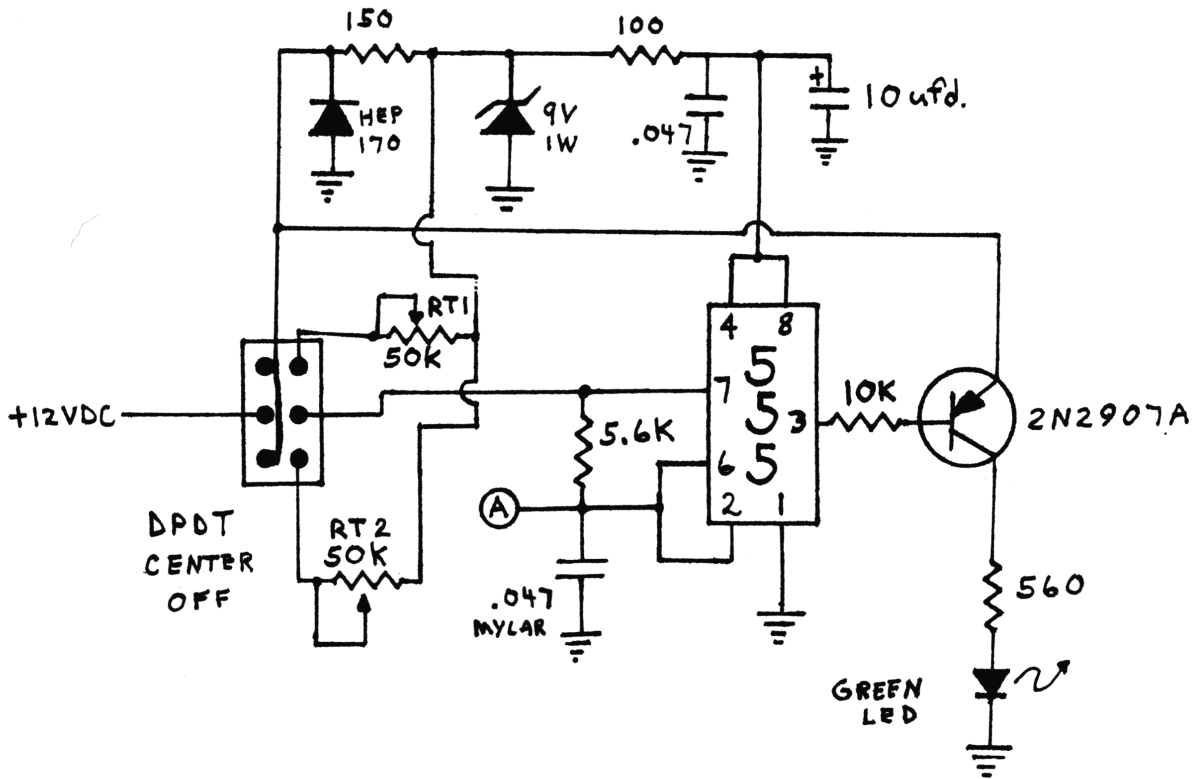 150
100
HEP
170
9V
1W
.047
+
10 ufd.
RT1
50K
4 8
7
5
5
5
3
6
2 1
10K
2N2907A
+12VDC
5.6K
A
DPDT
CENTER
OFF
RT2
50K
.047
MYLAR
560
GREEN
LED